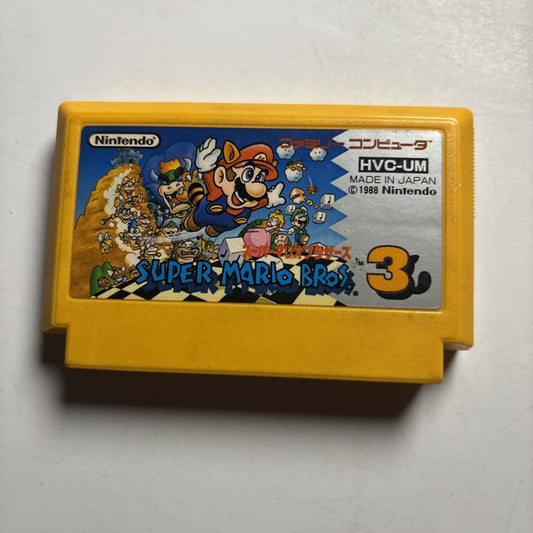 Nintendo
ファミリー コンピュータ
HVC-UM
MADE IN JAPAN
© 1988 Nintendo
スーパーマリオブラザーズ
SUPER MARIO BROS. 3
TM